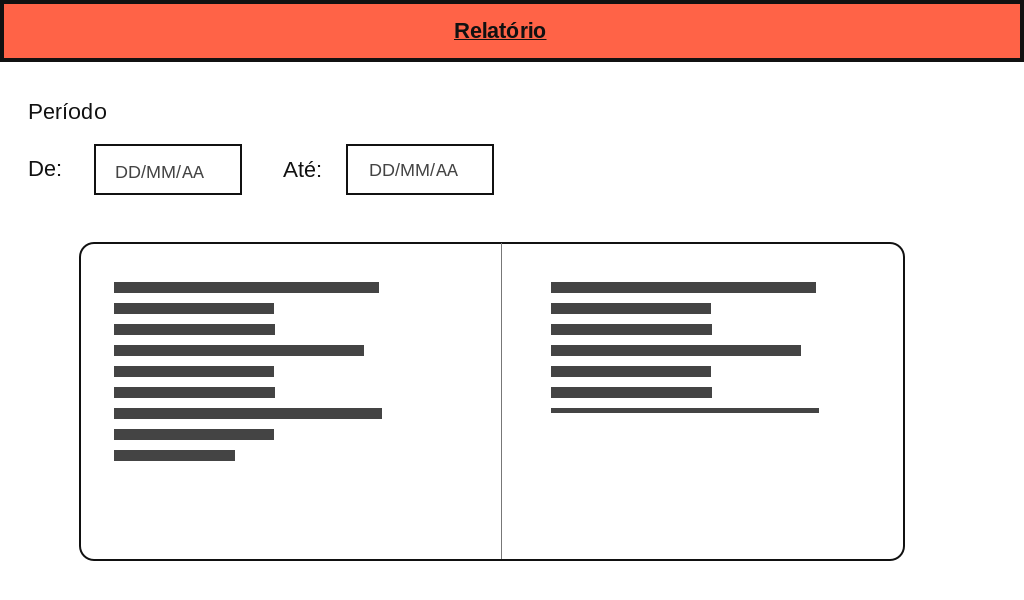 Relatório
Período
De: DD/MM/AA Até: DD/MM/AA